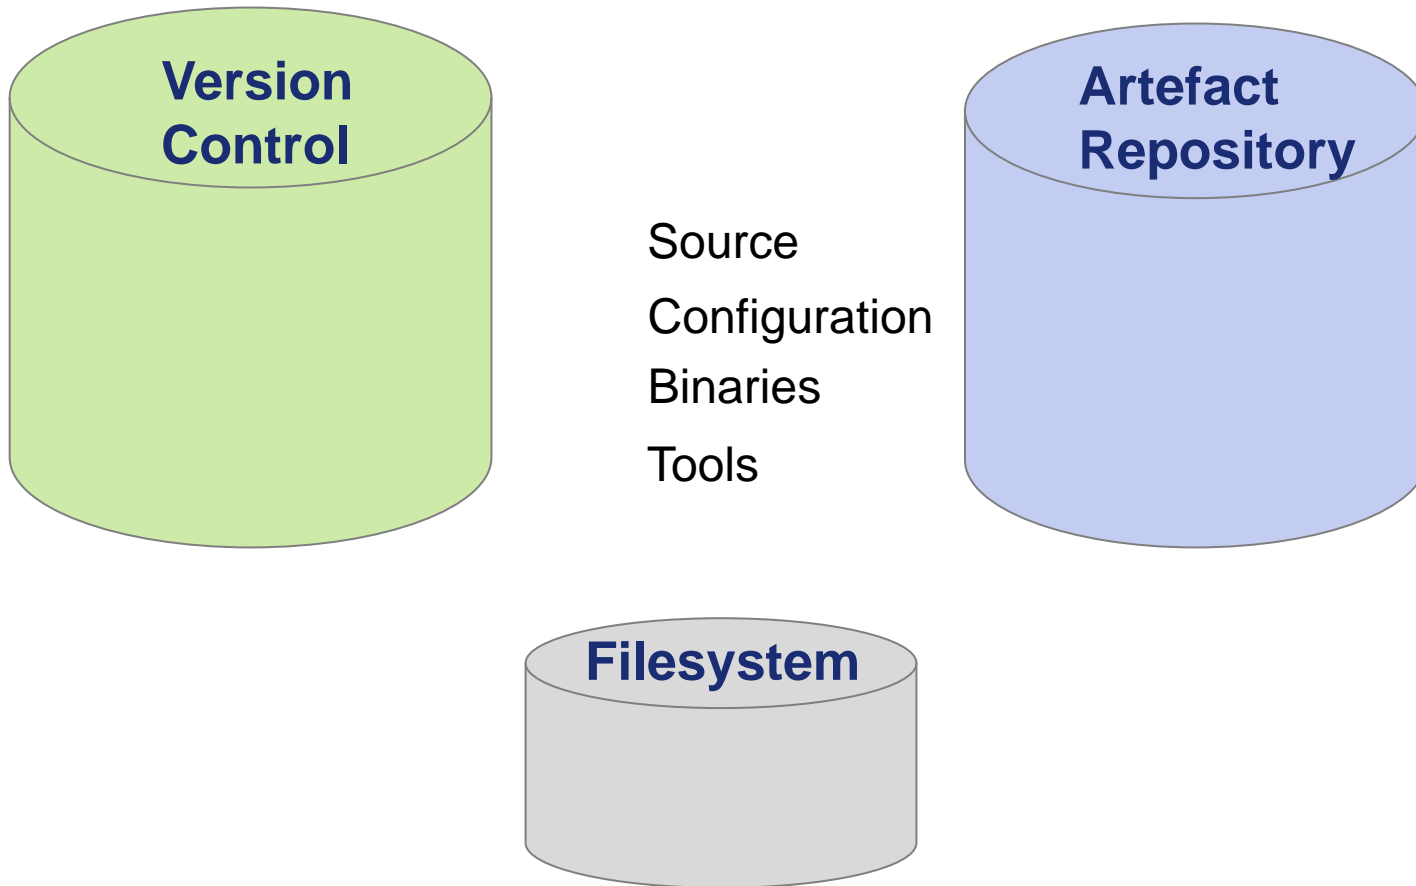 Version
Control
Artefact
Repository
Source
Configuration
Binaries
Tools
Filesystem